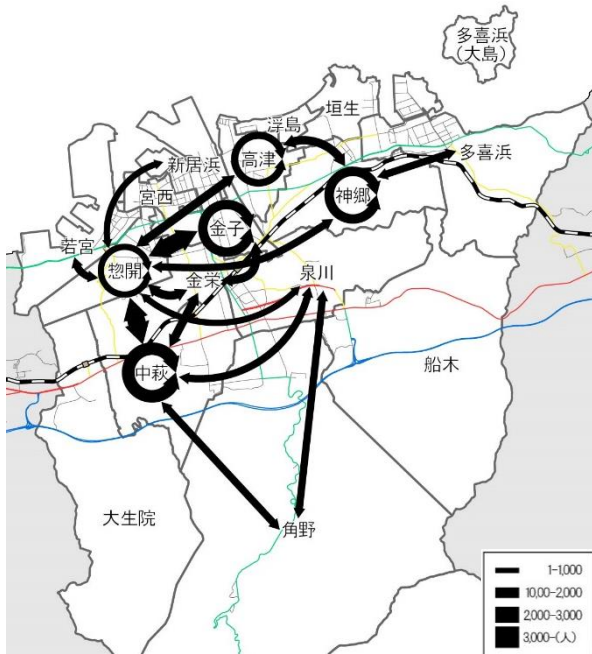 多喜浜
(大島)
垣生
浮島
多喜浜
高津
新居浜
神郷
宮西
金子
若宮
惣開
金栄
泉川
中萩
船木
大生院
角野
1-1,000
10,00-2,000
2,000-3,000
3,000-(人)